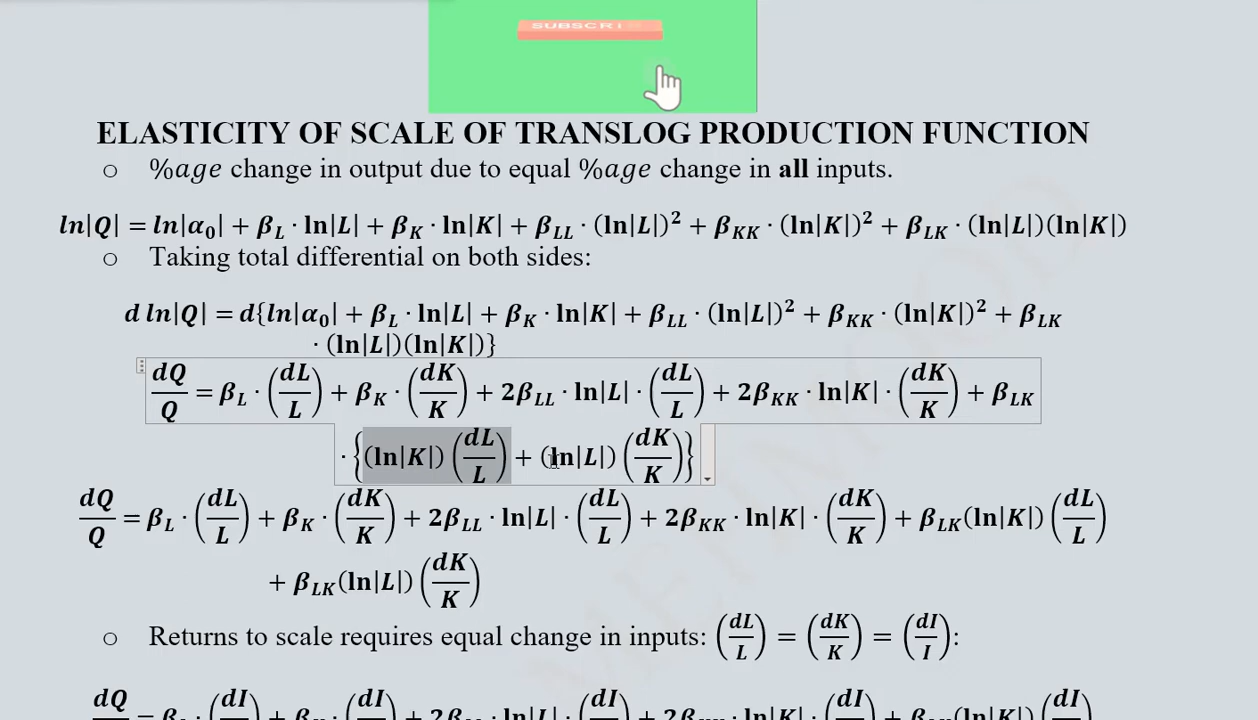 SUBSCRI
ELASTICITY OF SCALE OF TRANSLOG PRODUCTION FUNCTION
○ %age change in output due to equal %age change in all inputs.
ln|Q| = ln|α₀| + β_L · ln|L| + β_K · ln|K| + β_LL · (ln|L|)² + β_KK · (ln|K|)² + β_LK · (ln|L|)(ln|K|)
○ Taking total differential on both sides:
d ln|Q| = d{ln|α₀| + β_L · ln|L| + β_K · ln|K| + β_LL · (ln|L|)² + β_KK · (ln|K|)² + β_LK
· (ln|L|)(ln|K|)}
dQ/Q = β_L · (dL/L) + β_K · (dK/K) + 2β_LL · ln|L| · (dL/L) + 2β_KK · ln|K| · (dK/K) + β_LK
· {(ln|K|) (dL/L) + (ln|L|) (dK/K)}
dQ/Q = β_L · (dL/L) + β_K · (dK/K) + 2β_LL · ln|L| · (dL/L) + 2β_KK · ln|K| · (dK/K) + β_LK(ln|K|) (dL/L)
+ β_LK(ln|L|) (dK/K)
○ Returns to scale requires equal change in inputs: (dL/L) = (dK/K) = (dI/I):